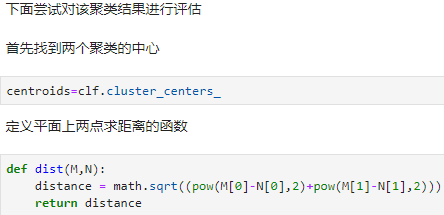 下面尝试对该聚类结果进行评估
首先找到两个聚类的中心
centroids=clf.cluster_centers_
定义平面上两点求距离的函数
def dist(M,N):
    distance = math.sqrt((pow(M[0]-N[0],2)+pow(M[1]-N[1],2)))
    return distance